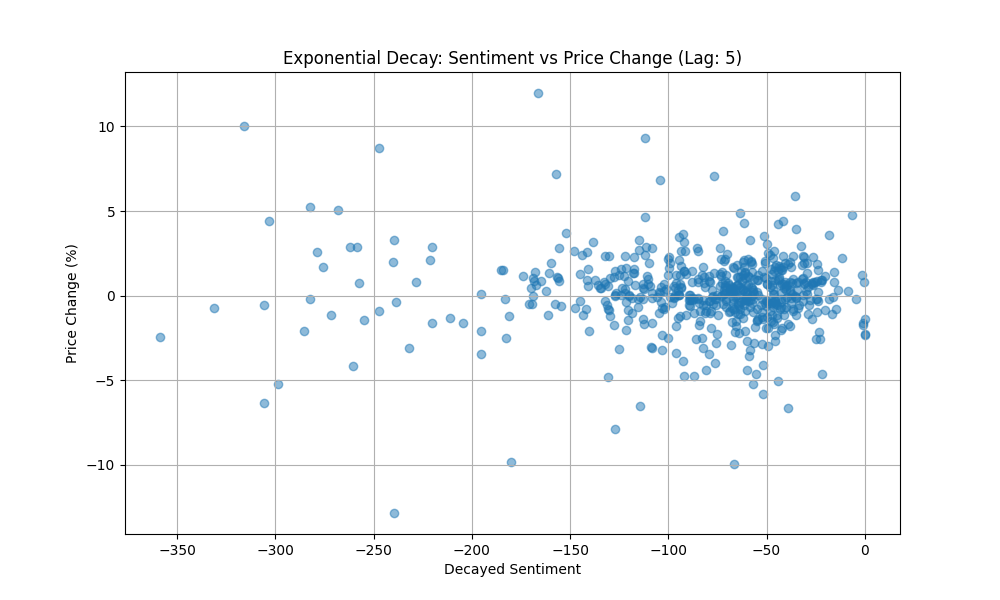 Exponential Decay: Sentiment vs Price Change (Lag: 5)
10
5
0
−5
−10
Price Change (%)
−350 −300 −250 −200 −150 −100 −50 0
Decayed Sentiment